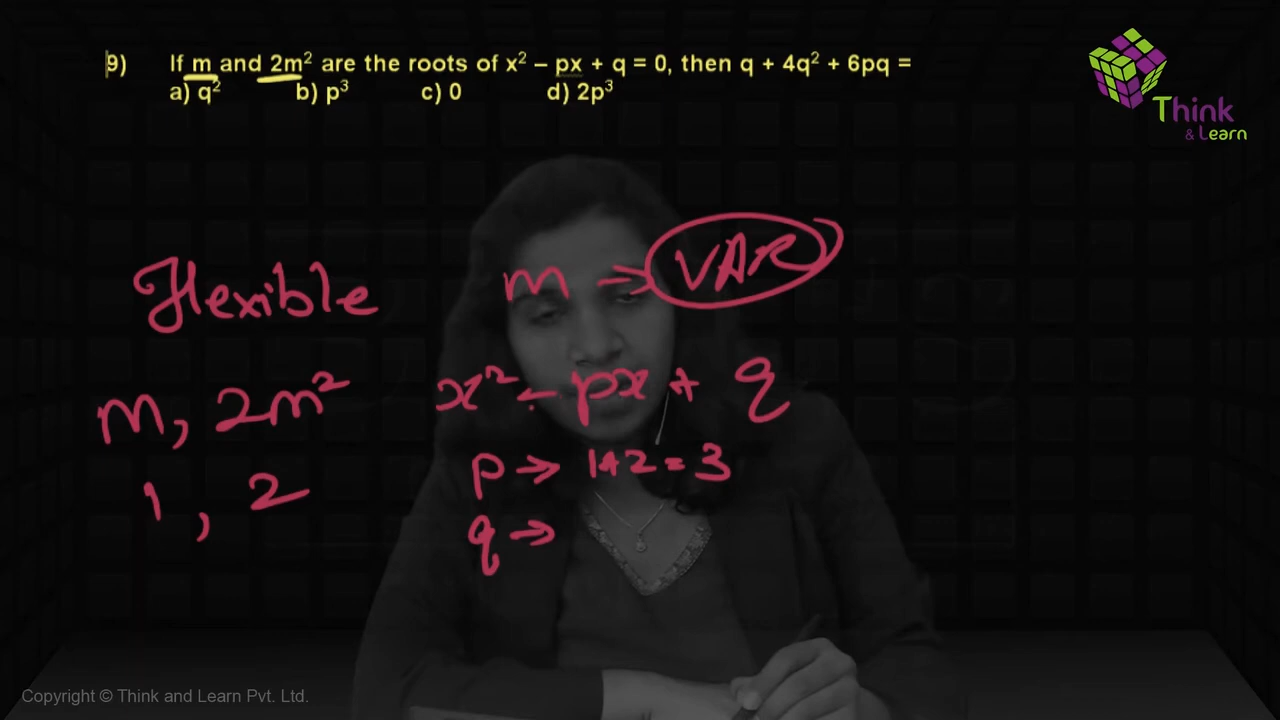 9) If m and 2m² are the roots of x² – px + q = 0, then q + 4q² + 6pq =
a) q² b) p³ c) 0 d) 2p³
Think
& Learn
Flexible m → VAR
m, 2m² x² - px + q
1, 2 p → 1+2=3
q →
Copyright © Think and Learn Pvt. Ltd.